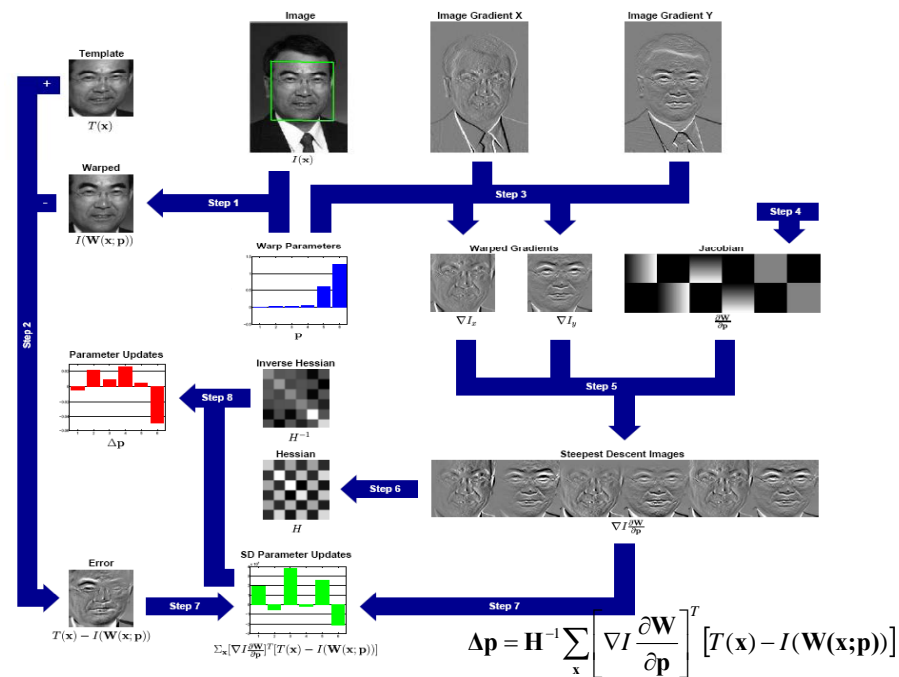 Image
Image Gradient X
Image Gradient Y
Template
+
T(x)
I(x)
Warped
-
Step 1
Step 3
Step 4
I(W(x; p))
Warp Parameters
Warped Gradients
Jacobian
p
∇I_x
∇I_y
∂W/∂p
Step 2
Parameter Updates
Inverse Hessian
Step 5
Step 8
Δp
H⁻¹
Hessian
Steepest Descent Images
Step 6
H
∇I ∂W/∂p
Error
SD Parameter Updates
Step 7
Step 7
T(x) − I(W(x; p))
Σ_x[∇I ∂W/∂p]^T[T(x) − I(W(x; p))]
Δp = H⁻¹ ∑_x [∇I ∂W/∂p]^T [T(x) − I(W(x;p))]